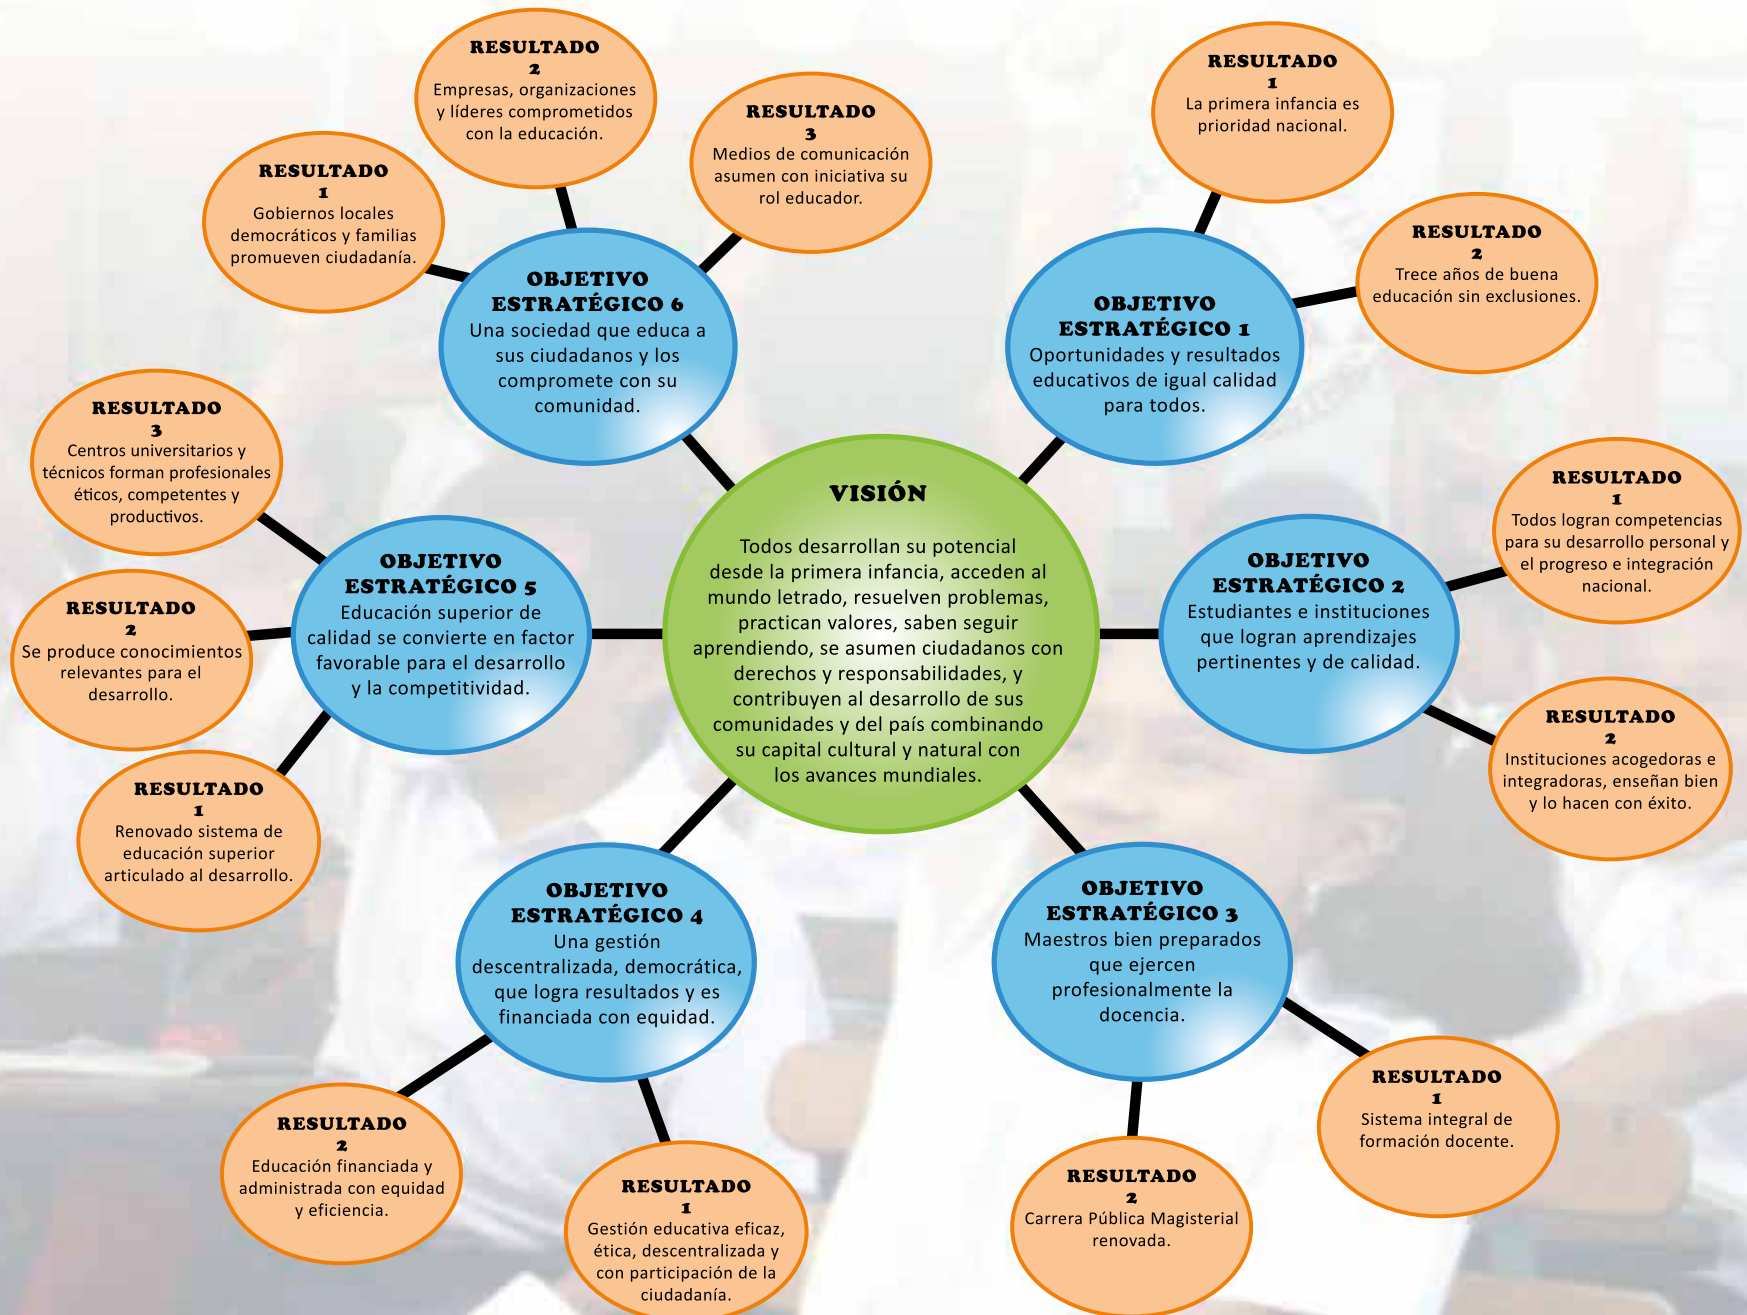 VISIÓN
Todos desarrollan su potencial
desde la primera infancia, acceden al
mundo letrado, resuelven problemas,
practican valores, saben seguir
aprendiendo, se asumen ciudadanos con
derechos y responsabilidades, y
contribuyen al desarrollo de sus
comunidades y del país combinando
su capital cultural y natural con
los avances mundiales.
OBJETIVO
ESTRATÉGICO 1
Oportunidades y resultados
educativos de igual calidad
para todos.
RESULTADO
1
La primera infancia es
prioridad nacional.
RESULTADO
2
Trece años de buena
educación sin exclusiones.
OBJETIVO
ESTRATÉGICO 2
Estudiantes e instituciones
que logran aprendizajes
pertinentes y de calidad.
RESULTADO
1
Todos logran competencias
para su desarrollo personal y
el progreso e integración
nacional.
RESULTADO
2
Instituciones acogedoras e
integradoras, enseñan bien
y lo hacen con éxito.
OBJETIVO
ESTRATÉGICO 3
Maestros bien preparados
que ejercen
profesionalmente la
docencia.
RESULTADO
1
Sistema integral de
formación docente.
RESULTADO
2
Carrera Pública Magisterial
renovada.
OBJETIVO
ESTRATÉGICO 4
Una gestión
descentralizada, democrática,
que logra resultados y es
financiada con equidad.
RESULTADO
1
Gestión educativa eficaz,
ética, descentralizada y
con participación de la
ciudadanía.
RESULTADO
2
Educación financiada y
administrada con equidad
y eficiencia.
OBJETIVO
ESTRATÉGICO 5
Educación superior de
calidad se convierte en factor
favorable para el desarrollo
y la competitividad.
RESULTADO
1
Renovado sistema de
educación superior
articulado al desarrollo.
RESULTADO
2
Se produce conocimientos
relevantes para el
desarrollo.
RESULTADO
3
Centros universitarios y
técnicos forman profesionales
éticos, competentes y
productivos.
OBJETIVO
ESTRATÉGICO 6
Una sociedad que educa a
sus ciudadanos y los
compromete con su
comunidad.
RESULTADO
1
Gobiernos locales
democráticos y familias
promueven ciudadanía.
RESULTADO
2
Empresas, organizaciones
y líderes comprometidos
con la educación.
RESULTADO
3
Medios de comunicación
asumen con iniciativa su
rol educador.